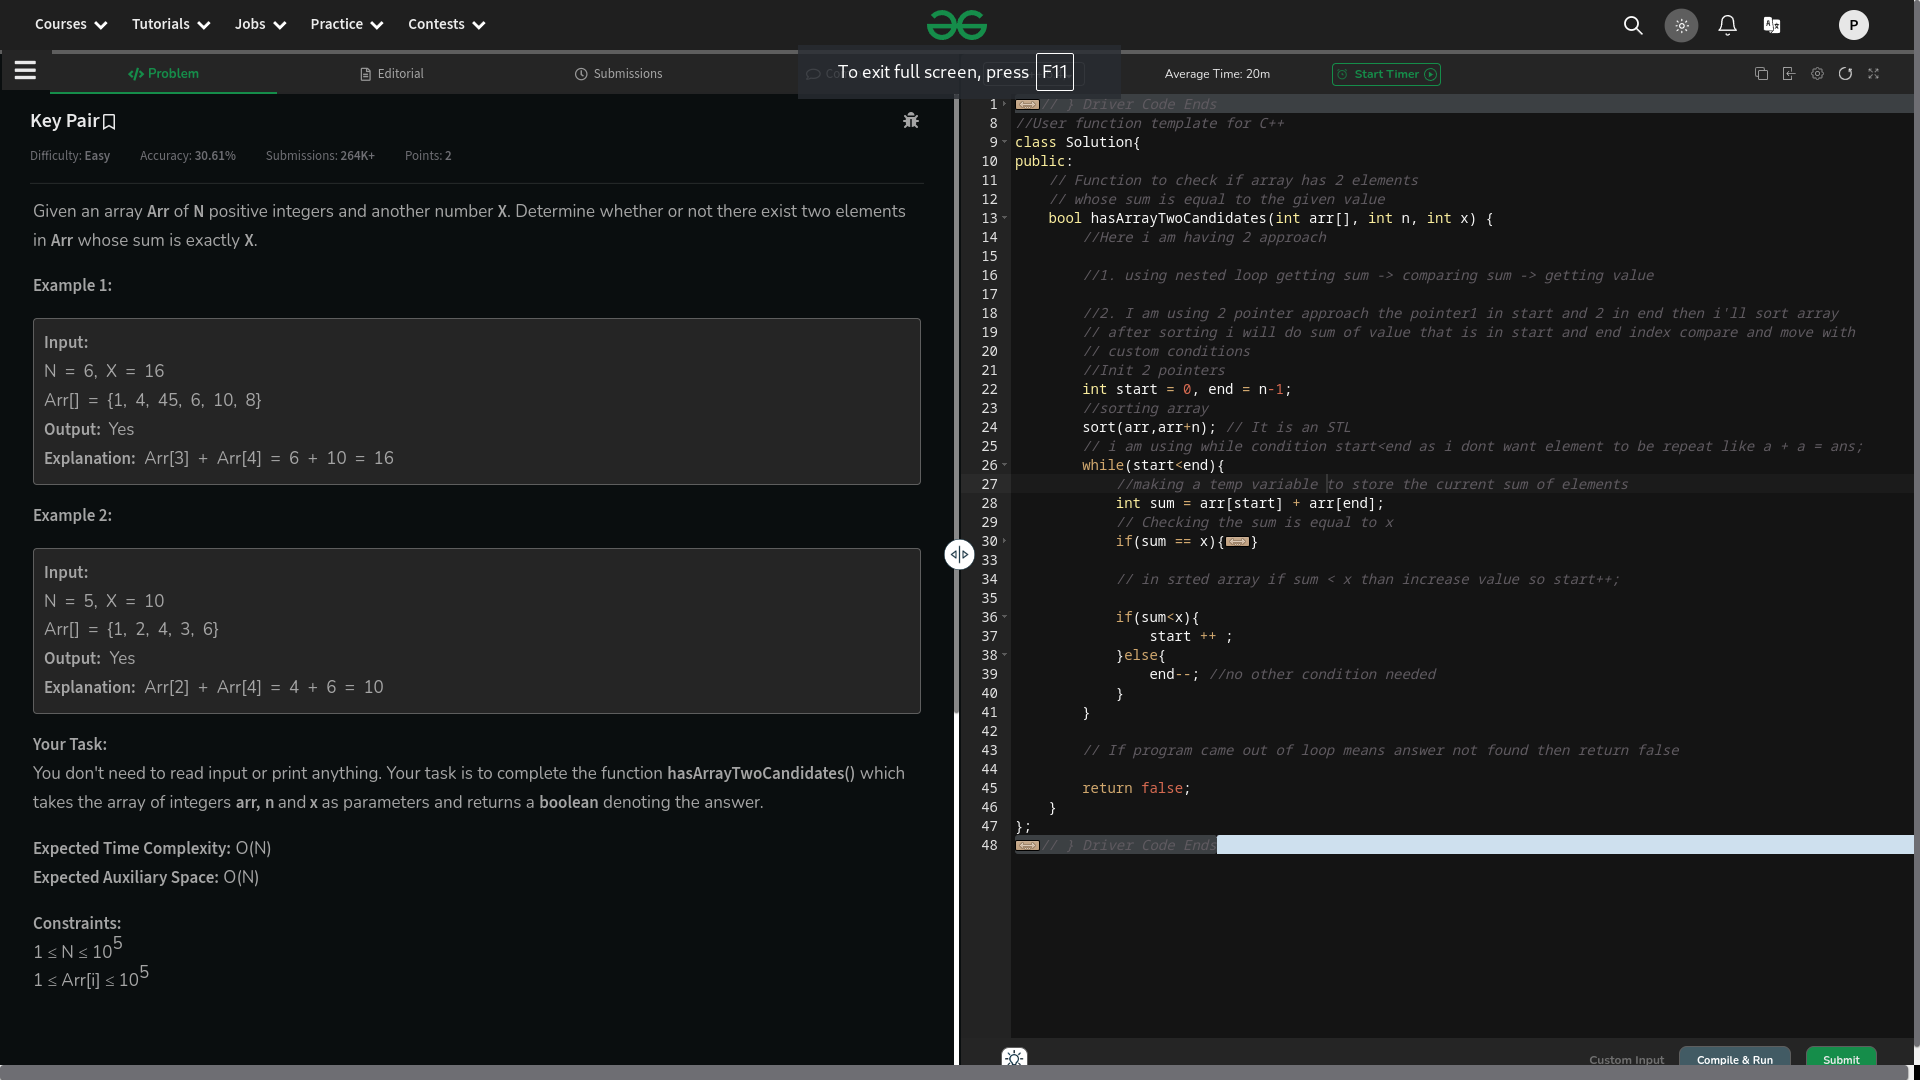 Courses Tutorials Jobs Practice Contests
P
Problem
Editorial
Submissions
To exit full screen, press F11
Average Time: 20m
Start Timer
Key Pair
Difficulty: Easy Accuracy: 30.61% Submissions: 264K+ Points: 2
Given an array Arr of N positive integers and another number X. Determine whether or not there exist two elements
in Arr whose sum is exactly X.
Example 1:
Input:
N = 6, X = 16
Arr[] = {1, 4, 45, 6, 10, 8}
Output: Yes
Explanation: Arr[3] + Arr[4] = 6 + 10 = 16
Example 2:
Input:
N = 5, X = 10
Arr[] = {1, 2, 4, 3, 6}
Output: Yes
Explanation: Arr[2] + Arr[4] = 4 + 6 = 10
Your Task:
You don't need to read input or print anything. Your task is to complete the function hasArrayTwoCandidates() which
takes the array of integers arr, n and x as parameters and returns a boolean denoting the answer.
Expected Time Complexity: O(N)
Expected Auxiliary Space: O(N)
Constraints:
1 ≤ N ≤ 10^5
1 ≤ Arr[i] ≤ 10^5
1 // } Driver Code Ends
8 //User function template for C++
9 class Solution{
10 public:
11 // Function to check if array has 2 elements
12 // whose sum is equal to the given value
13 bool hasArrayTwoCandidates(int arr[], int n, int x) {
14 //Here i am having 2 approach
15
16 //1. using nested loop getting sum -> comparing sum -> getting value
17
18 //2. I am using 2 pointer approach the pointer1 in start and 2 in end then i'll sort array
19 // after sorting i will do sum of value that is in start and end index compare and move with
20 // custom conditions
21 //Init 2 pointers
22 int start = 0, end = n-1;
23 //sorting array
24 sort(arr,arr+n); // It is an STL
25 // i am using while condition start<end as i dont want element to be repeat like a + a = ans;
26 while(start<end){
27 //making a temp variable to store the current sum of elements
28 int sum = arr[start] + arr[end];
29 // Checking the sum is equal to x
30 if(sum == x){}
33
34 // in srted array if sum < x than increase value so start++;
35
36 if(sum<x){
37 start ++ ;
38 }else{
39 end--; //no other condition needed
40 }
41 }
42
43 // If program came out of loop means answer not found then return false
44
45 return false;
46 }
47 };
48 // } Driver Code Ends
Custom Input Compile & Run Submit